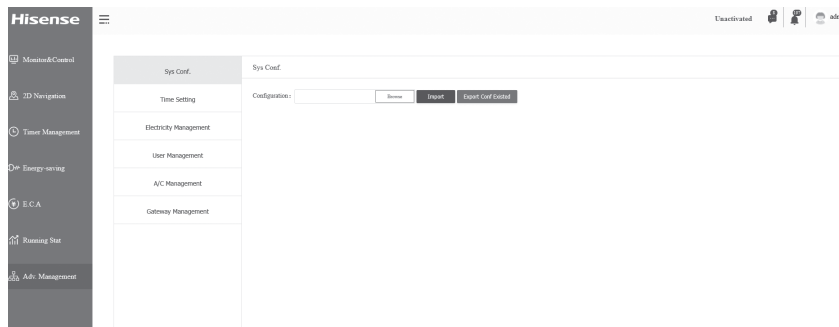 Hisense
Unactivated
adr
Monitor&Control
2D Navigation
Timer Management
Energy-saving
E.C.A
Running Stat
Adv. Management
Sys Conf.
Time Setting
Electricity Management
User Management
A/C Management
Gateway Management
Sys Conf.
Configuration: Browse Import Export Conf Existed